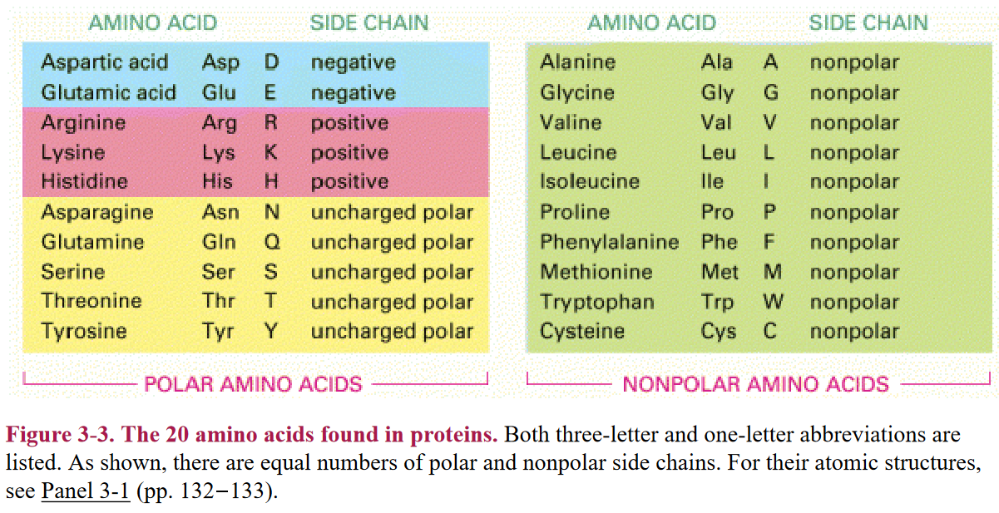 AMINO ACID SIDE CHAIN
Aspartic acid Asp D negative
Glutamic acid Glu E negative
Arginine Arg R positive
Lysine Lys K positive
Histidine His H positive
Asparagine Asn N uncharged polar
Glutamine Gln Q uncharged polar
Serine Ser S uncharged polar
Threonine Thr T uncharged polar
Tyrosine Tyr Y uncharged polar
POLAR AMINO ACIDS
AMINO ACID SIDE CHAIN
Alanine Ala A nonpolar
Glycine Gly G nonpolar
Valine Val V nonpolar
Leucine Leu L nonpolar
Isoleucine Ile I nonpolar
Proline Pro P nonpolar
Phenylalanine Phe F nonpolar
Methionine Met M nonpolar
Tryptophan Trp W nonpolar
Cysteine Cys C nonpolar
NONPOLAR AMINO ACIDS
Figure 3-3. The 20 amino acids found in proteins. Both three-letter and one-letter abbreviations are
listed. As shown, there are equal numbers of polar and nonpolar side chains. For their atomic structures,
see Panel 3-1 (pp. 132−133).